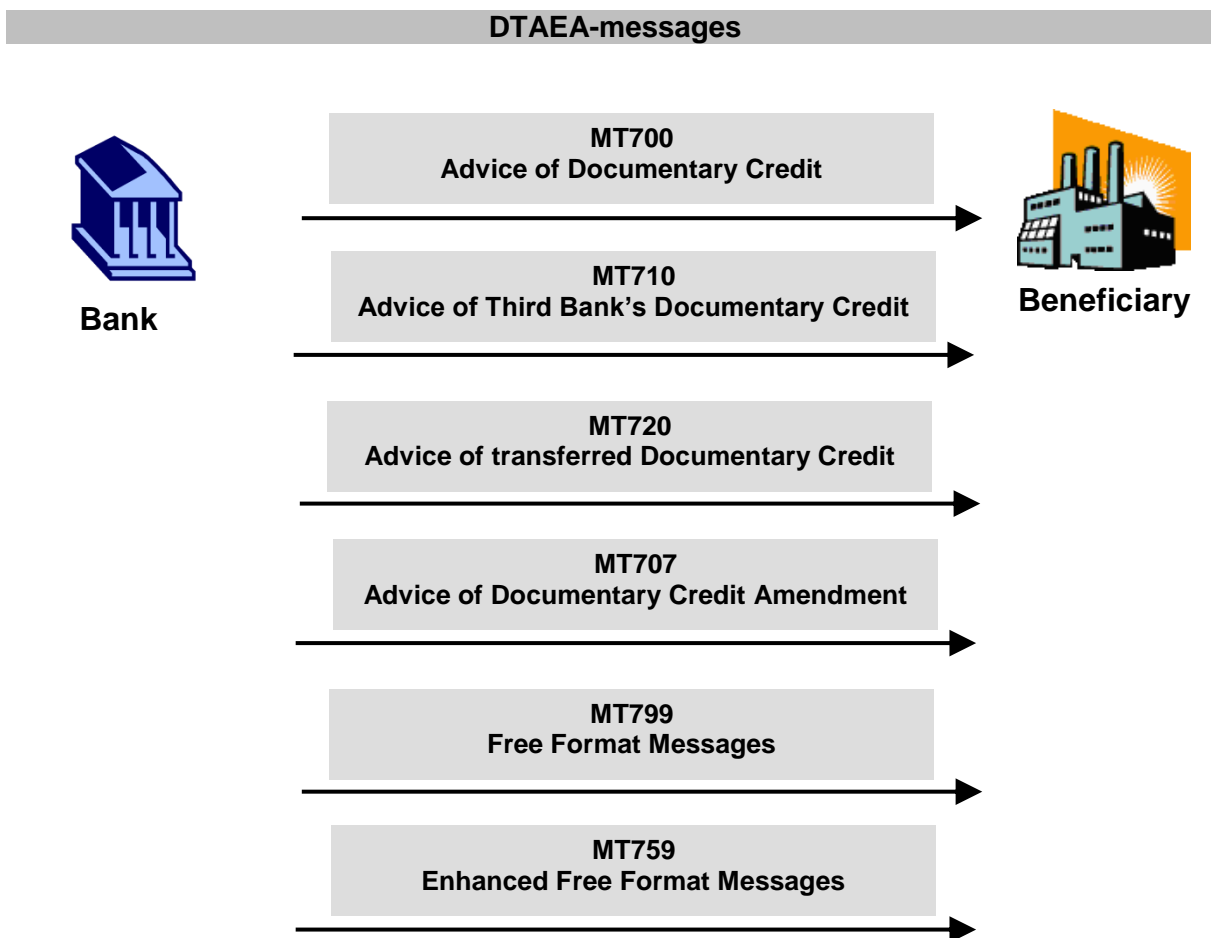 DTAEA-messages
MT700
Advice of Documentary Credit
Bank
MT710
Advice of Third Bank’s Documentary Credit
Beneficiary
MT720
Advice of transferred Documentary Credit
MT707
Advice of Documentary Credit Amendment
MT799
Free Format Messages
MT759
Enhanced Free Format Messages